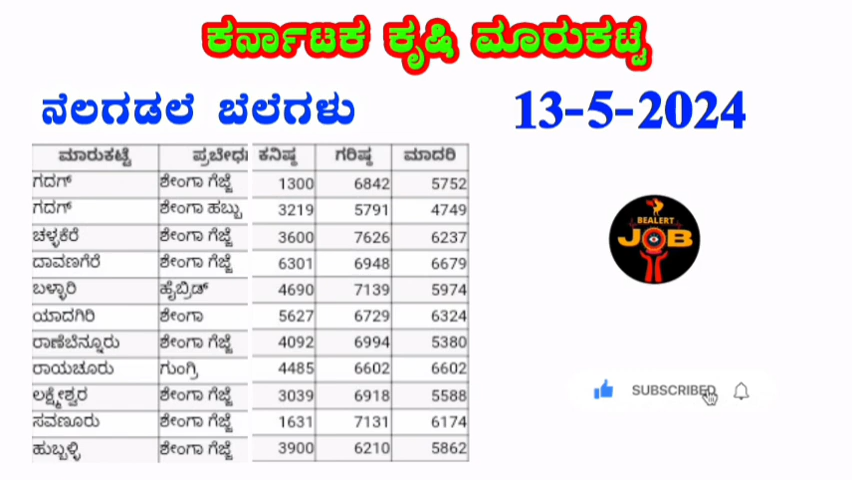 ಕರ್ನಾಟಕ ಕೃಷಿ ಮಾರುಕಟ್ಟೆ
ನೆಲಗಡಲೆ ಬೆಲೆಗಳು 13-5-2024
ಮಾರುಕಟ್ಟೆ ಪ್ರಬೇಧ ಕನಿಷ್ಠ ಗರಿಷ್ಠ ಮಾದರಿ
ಗದಗ್ ಶೇಂಗಾ ಗೆಜ್ಜೆ 1300 6842 5752
ಗದಗ್ ಶೇಂಗಾ ಹಬ್ಬು 3219 5791 4749
ಚಳ್ಳಕೆರೆ ಶೇಂಗಾ ಗೆಜ್ಜೆ 3600 7626 6237
ದಾವಣಗೆರೆ ಶೇಂಗಾ ಗೆಜ್ಜೆ 6301 6948 6679
ಬಳ್ಳಾರಿ ಹೈಬ್ರಿಡ್ 4690 7139 5974
ಯಾದಗಿರಿ ಶೇಂಗಾ 5627 6729 6324
ರಾಣೆಬೆನ್ನೂರು ಶೇಂಗಾ ಗೆಜ್ಜೆ 4092 6994 5380
ರಾಯಚೂರು ಗುಂಗ್ರಿ 4485 6602 6602
ಲಕ್ಷ್ಮೇಶ್ವರ ಶೇಂಗಾ ಗೆಜ್ಜೆ 3039 6918 5588
ಸವಣೂರು ಶೇಂಗಾ ಗೆಜ್ಜೆ 1631 7131 6174
ಹುಬ್ಬಳ್ಳಿ ಶೇಂಗಾ ಗೆಜ್ಜೆ 3900 6210 5862
BEALERT
JOB
SUBSCRIBED